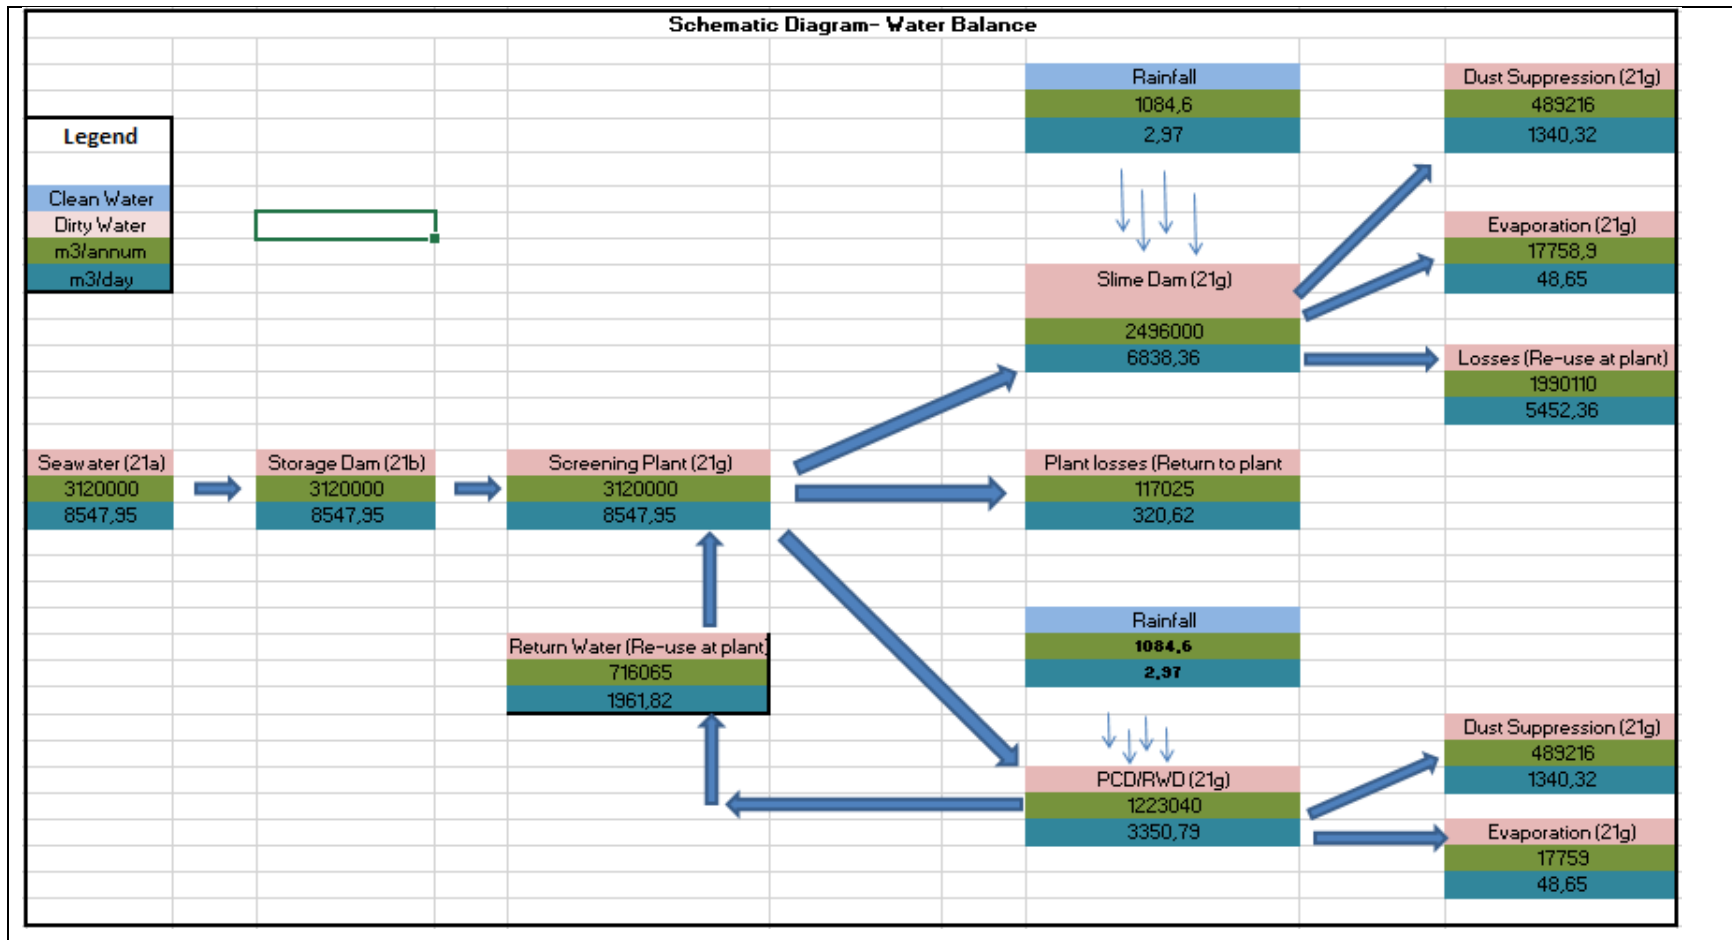 Schematic Diagram- Water Balance
Legend
Clean Water
Dirty Water
m3/annum
m3/day
Rainfall
1084,6
2,97
Dust Suppression (21g)
489216
1340,32
Slime Dam (21g)
2496000
6838,36
Evaporation (21g)
17758,9
48,65
Losses (Re-use at plant)
1990110
5452,36
Seawater (21a)
3120000
8547,95
Storage Dam (21b)
3120000
8547,95
Screening Plant (21g)
3120000
8547,95
Plant losses (Return to plant
117025
320,62
Return Water (Re-use at plant)
716065
1961,82
Rainfall
1084,6
2,97
PCD/RWD (21g)
1223040
3350,79
Dust Suppression (21g)
489216
1340,32
Evaporation (21g)
17759
48,65